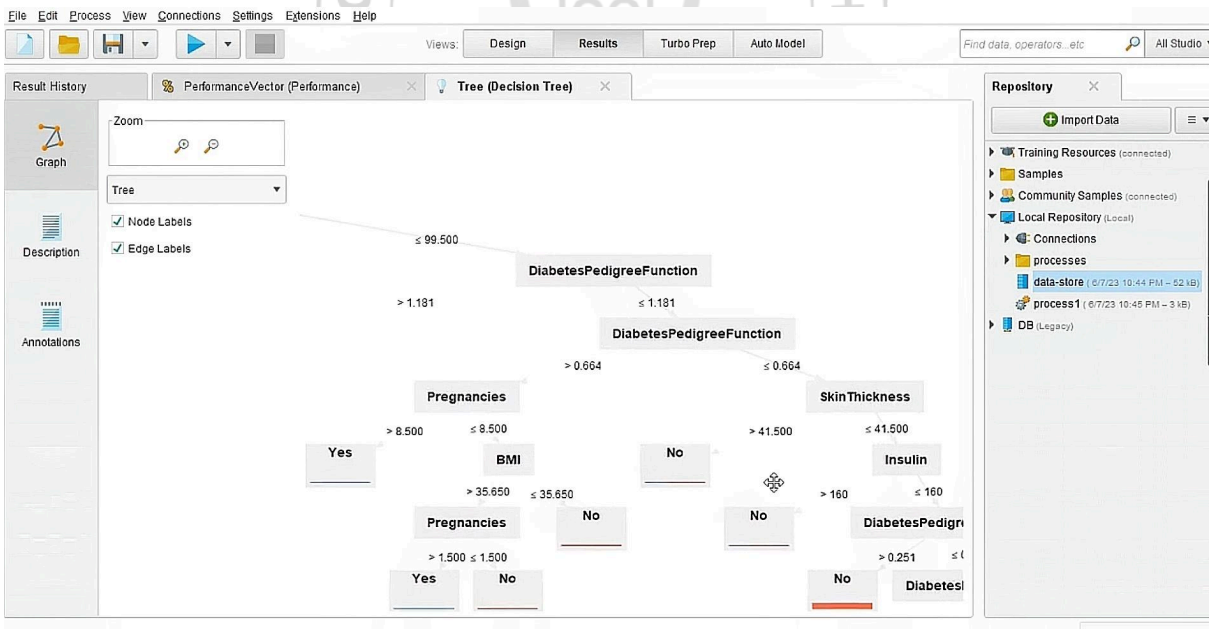 File Edit Process View Connections Settings Extensions Help
Views: Design Results Turbo Prep Auto Model
Find data, operators...etc
All Studio
Result History
PerformanceVector (Performance)
Tree (Decision Tree)
Repository
Zoom
Graph
Tree
Node Labels
Edge Labels
Description
Annotations
Import Data
Training Resources (connected)
Samples
Community Samples (connected)
Local Repository (Local)
Connections
processes
data-store ( 6/7/23 10:44 PM – 52 kB)
process1 ( 6/7/23 10:45 PM – 3 kB)
DB (Legacy)
≤ 99.500
DiabetesPedigreeFunction
> 1.181 ≤ 1.181
DiabetesPedigreeFunction
> 0.664 ≤ 0.664
Pregnancies SkinThickness
> 8.500 ≤ 8.500 > 41.500 ≤ 41.500
Yes BMI No Insulin
> 35.650 ≤ 35.650 > 160 ≤ 160
Pregnancies No No DiabetesPedigre
> 1.500 ≤ 1.500 > 0.251 ≤
Yes No No Diabetes